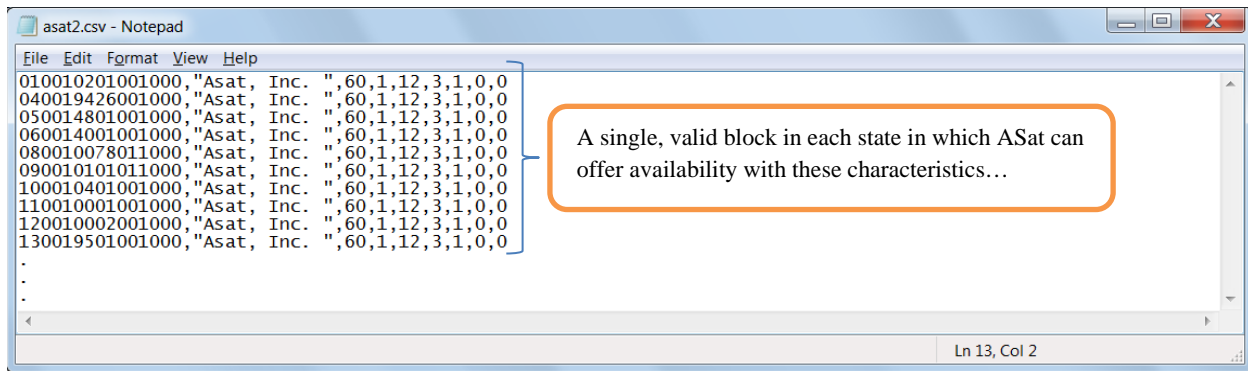 asat2.csv - Notepad
File Edit Format View Help
010010201001000,"Asat, Inc. ",60,1,12,3,1,0,0
040019426001000,"Asat, Inc. ",60,1,12,3,1,0,0
050014801001000,"Asat, Inc. ",60,1,12,3,1,0,0
060014001001000,"Asat, Inc. ",60,1,12,3,1,0,0
080010078011000,"Asat, Inc. ",60,1,12,3,1,0,0
090010101011000,"Asat, Inc. ",60,1,12,3,1,0,0
100010401001000,"Asat, Inc. ",60,1,12,3,1,0,0
110010001001000,"Asat, Inc. ",60,1,12,3,1,0,0
120010002001000,"Asat, Inc. ",60,1,12,3,1,0,0
130019501001000,"Asat, Inc. ",60,1,12,3,1,0,0
.
.
.
A single, valid block in each state in which ASat can
offer availability with these characteristics…
Ln 13, Col 2